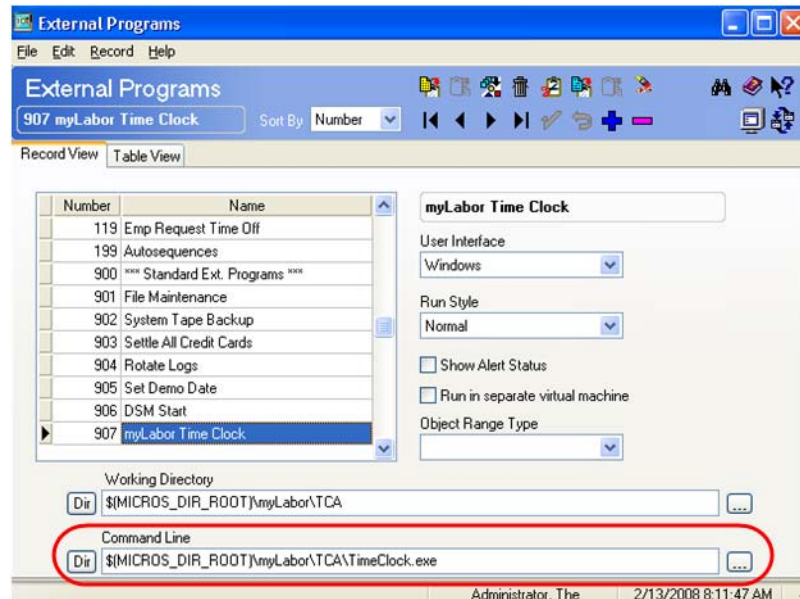 External Programs
File Edit Record Help
External Programs
907 myLabor Time Clock Sort By Number
Record View Table View
Number Name
119 Emp Request Time Off
199 Autosequences
900 *** Standard Ext. Programs ***
901 File Maintenance
902 System Tape Backup
903 Settle All Credit Cards
904 Rotate Logs
905 Set Demo Date
906 DSM Start
907 myLabor Time Clock
myLabor Time Clock
User Interface
Windows
Run Style
Normal
Show Alert Status
Run in separate virtual machine
Object Range Type
Working Directory
Dir $(MICROS_DIR_ROOT)\myLabor\TCA ...
Command Line
Dir $(MICROS_DIR_ROOT)\myLabor\TCA\TimeClock.exe ...
Administrator, The 2/13/2008 8:11:47 AM